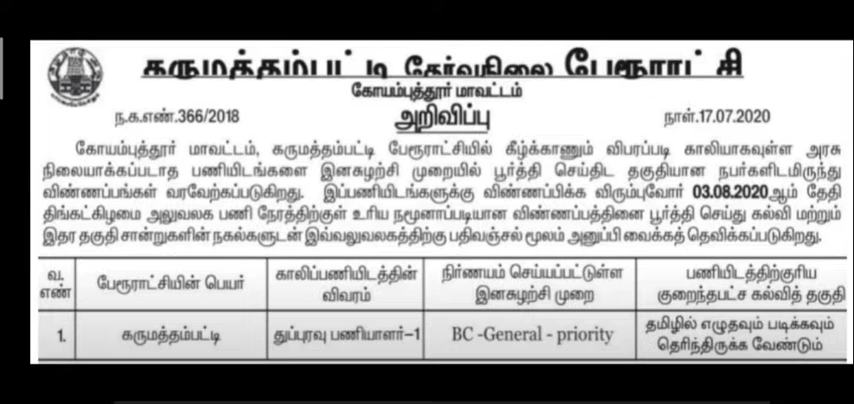 கருமத்தம்பட்டி தேர்வுநிலை பேரூராட்சி
கோயம்புத்தூர் மாவட்டம்
ந.க.எண்.366/2018 அறிவிப்பு நாள்.17.07.2020
கோயம்புத்தூர் மாவட்டம், கருமத்தம்பட்டி பேரூராட்சியில் கீழ்க்காணும் விபரப்படி காலியாகவுள்ள அரசு
நிலையாக்கப்படாத பணியிடங்களை இனசுழற்சி முறையில் பூர்த்தி செய்திட தகுதியான நபர்களிடமிருந்து
விண்ணப்பங்கள் வரவேற்கப்படுகிறது. இப்பணியிடங்களுக்கு விண்ணப்பிக்க விரும்புவோர் 03.08.2020ஆம் தேதி
திங்கட்கிழமை அலுவலக பணி நேரத்திற்குள் உரிய நமூனாப்படியான விண்ணப்பத்தினை பூர்த்தி செய்து கல்வி மற்றும்
இதர தகுதி சான்றுகளின் நகல்களுடன் இவ்வலுவலகத்திற்கு பதிவஞ்சல் மூலம் அனுப்பி வைக்கத் தெவிக்கப்படுகிறது.
வ. எண்
பேரூராட்சியின் பெயர்
காலிப்பணியிடத்தின்
விவரம்
நிர்ணயம் செய்யப்பட்டுள்ள
இனசுழற்சி முறை
பணியிடத்திற்குரிய
குறைந்தபட்ச கல்வித் தகுதி
1. கருமத்தம்பட்டி துப்புரவு பணியாளர்-1 BC -General - priority தமிழில் எழுதவும் படிக்கவும்
தெரிந்திருக்க வேண்டும்